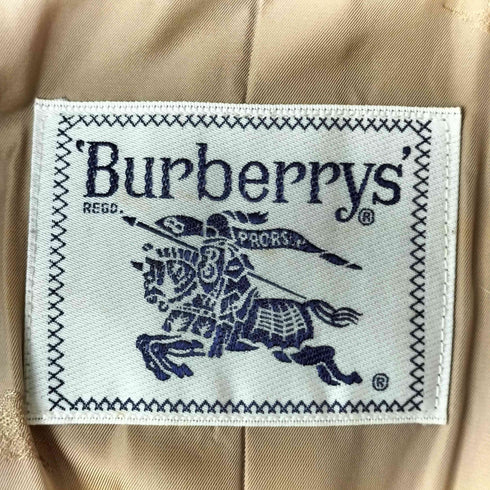 'Burberrys'®
REGD.
PRORSUM
B
®